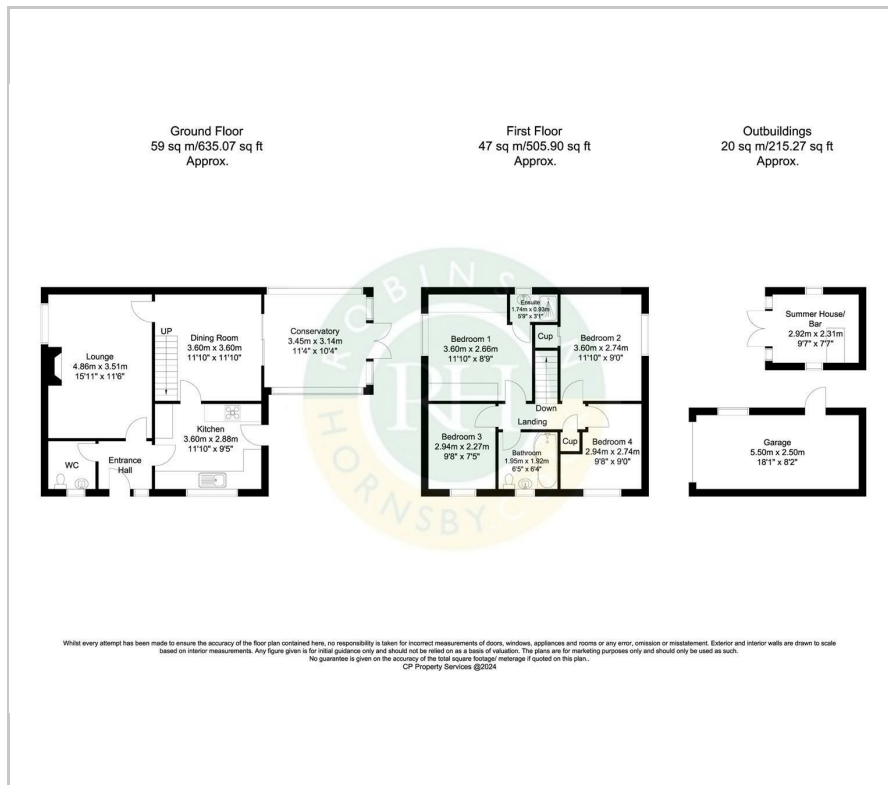 Ground Floor
59 sq m/635.07 sq ft
Approx.
First Floor
47 sq m/505.90 sq ft
Approx.
Outbuildings
20 sq m/215.27 sq ft
Approx.
Lounge
4.86m x 3.51m
15'11" x 11'6"
UP
Dining Room
3.60m x 3.60m
11'10" x 11'10"
Conservatory
3.45m x 3.14m
11'4" x 10'4"
Kitchen
3.60m x 2.88m
11'10" x 9'5"
WC
Entrance
Hall
Bedroom 1
3.60m x 2.66m
11'10" x 8'9"
Ensuite
1.74m x 0.93m
5'9" x 3'1"
Cup
Bedroom 2
3.60m x 2.74m
11'10" x 9'0"
Down
Landing
Bedroom 3
2.94m x 2.27m
9'8" x 7'5"
Bathroom
1.95m x 1.92m
6'5" x 6'4"
Cup
Bedroom 4
2.94m x 2.74m
9'8" x 9'0"
Summer House/
Bar
2.92m x 2.31m
9'7" x 7'7"
Garage
5.50m x 2.50m
18'1" x 8'2"
ROBINSON
RH
HORNSBY
Whilst every attempt has been made to ensure the accuracy of the floor plan contained here, no responsibility is taken for incorrect measurements of doors, windows, appliances and rooms or any error, omission or misstatement. Exterior and interior walls are drawn to scale
based on interior measurements. Any figure given is for initial guidance only and should not be relied on as a basis of valuation. The plans are for marketing purposes only and should only be used as such.
No guarantee is given on the accuracy of the total square footage/ meterage if quoted on this plan..
CP Property Services @2024